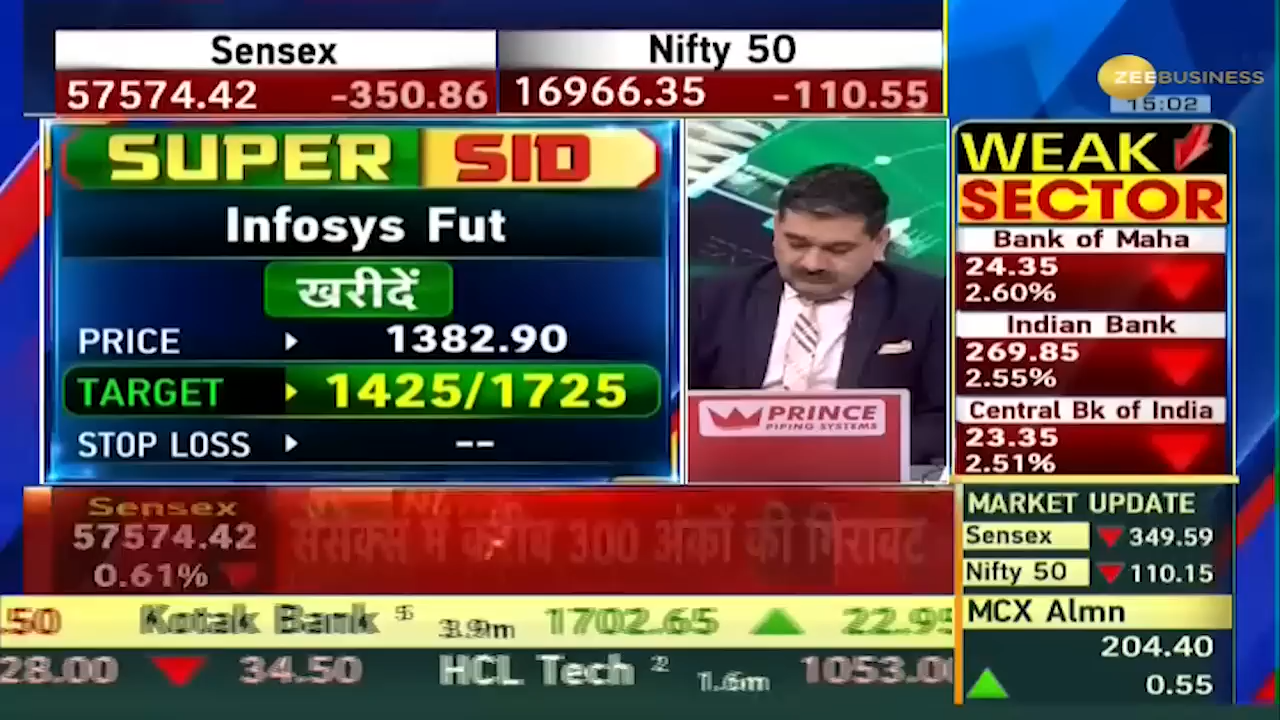 Sensex
Nifty 50
57574.42 -350.86
16966.35 -110.55
ZEEBUSINESS
15:02
SUPER SID
Infosys Fut
खरीदें
PRICE 1382.90
TARGET 1425/1725
STOP LOSS --
PRINCE
PIPING SYSTEMS
WEAK
SECTOR
Bank of Maha
24.35
2.60%
Indian Bank
269.85
2.55%
Central Bk of India
23.35
2.51%
Sensex
57574.42
0.61%
सेंसेक्स में करीब 300 अंकों की गिरावट
MARKET UPDATE
Sensex 349.59
Nifty 50 110.15
MCX Almn
204.40
0.55
.50 Kotak Bank 1702.65 22.95
28.00 34.50 HCL Tech 1.6m 1053.00